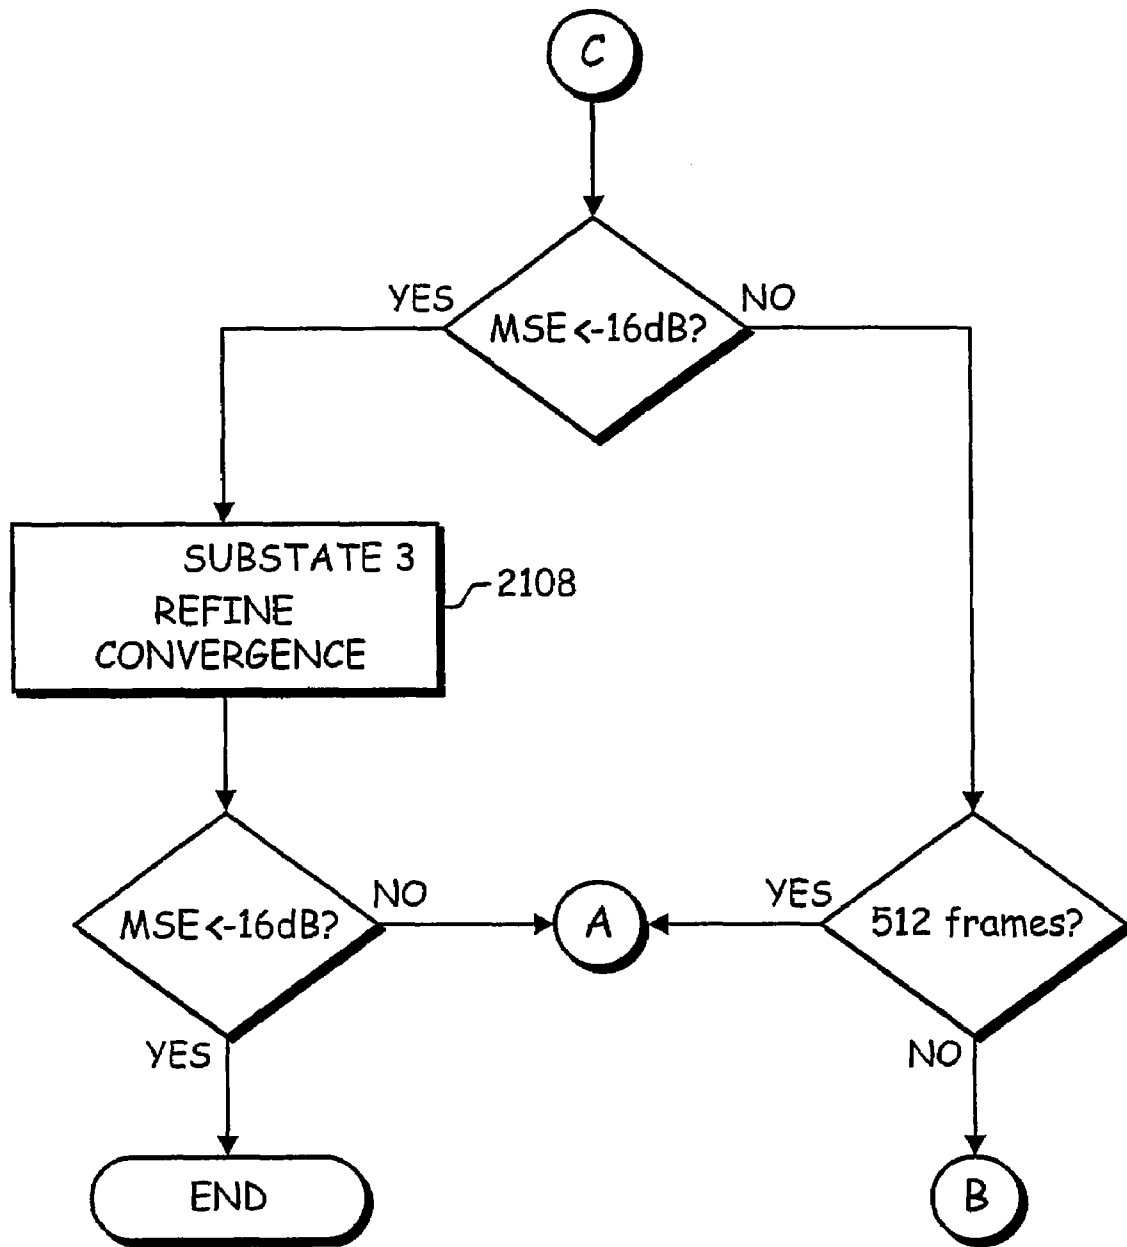 C
YES
NO
MSE<-16dB?
SUBSTATE 3
REFINE
CONVERGENCE
2108
MSE<-16dB?
NO
A
YES
512 frames?
YES
NO
END
B